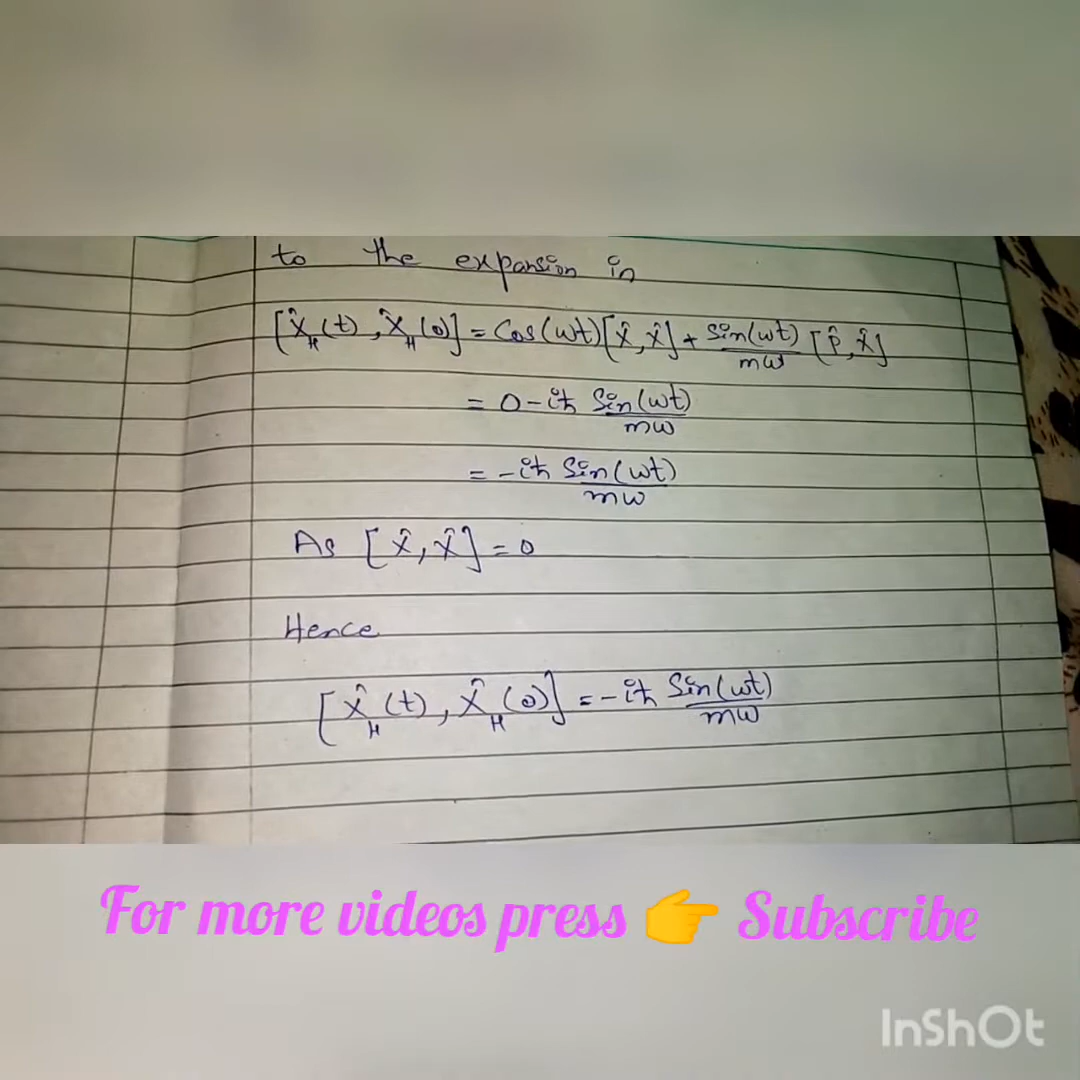 to the expansion in
[X̂_H(t), X̂_H(0)] = Cos(ωt)[X̂, X̂] + Sin(ωt)/mω [P̂, X̂]
= 0 - iħ Sin(ωt)/mω
= -iħ Sin(ωt)/mω
As [X̂, X̂] = 0
Hence
[X̂_H(t), X̂_H(0)] = -iħ Sin(ωt)/mω
For more videos press 👉 Subscribe
InShOt